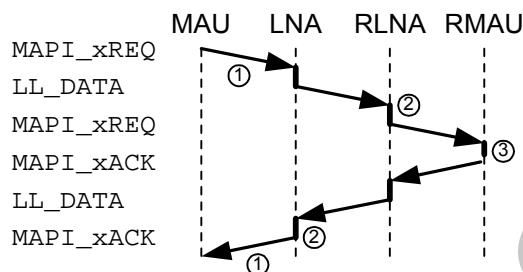 MAU LNA RLNA RMAU
MAPI_xREQ
①
LL_DATA
②
MAPI_xREQ
③
MAPI_xACK
LL_DATA
②
MAPI_xACK
①